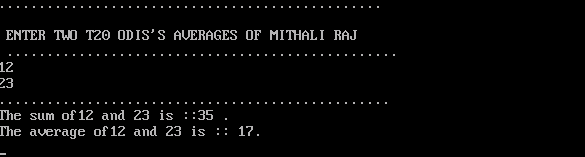 ................................................
ENTER TWO T20 ODIS'S AVERAGES OF MITHALI RAJ
.................................................
12
23
.................................................
The sum of12 and 23 is ::35 .
The average of12 and 23 is :: 17.
_